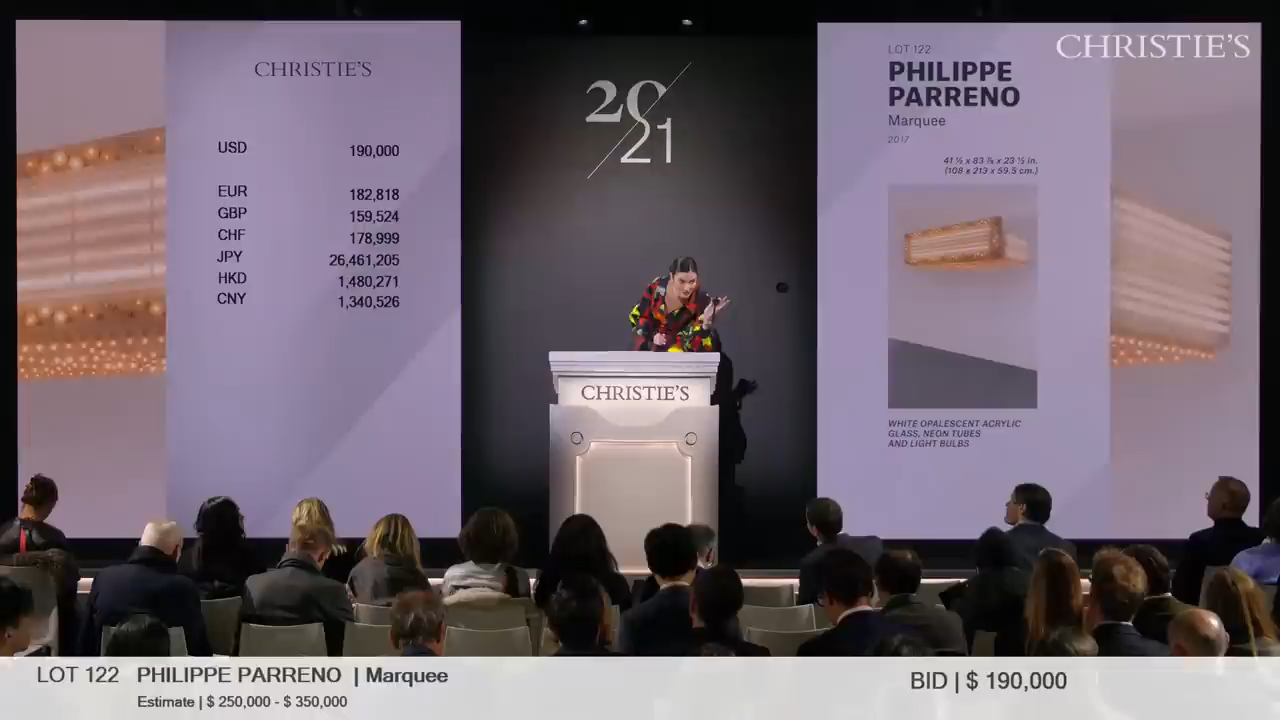 CHRISTIE'S
USD 190,000
EUR 182,818
GBP 159,524
CHF 178,999
JPY 26,461,205
HKD 1,480,271
CNY 1,340,526
20
21
CHRISTIE'S
LOT 122
PHILIPPE
PARRENO
Marquee
2017
41 ½ x 83 ⅞ x 23 ½ in.
(108 x 213 x 59.5 cm.)
WHITE OPALESCENT ACRYLIC
GLASS, NEON TUBES
AND LIGHT BULBS
CHRISTIE'S
LOT 122 PHILIPPE PARRENO | Marquee
Estimate | $ 250,000 - $ 350,000
BID | $ 190,000